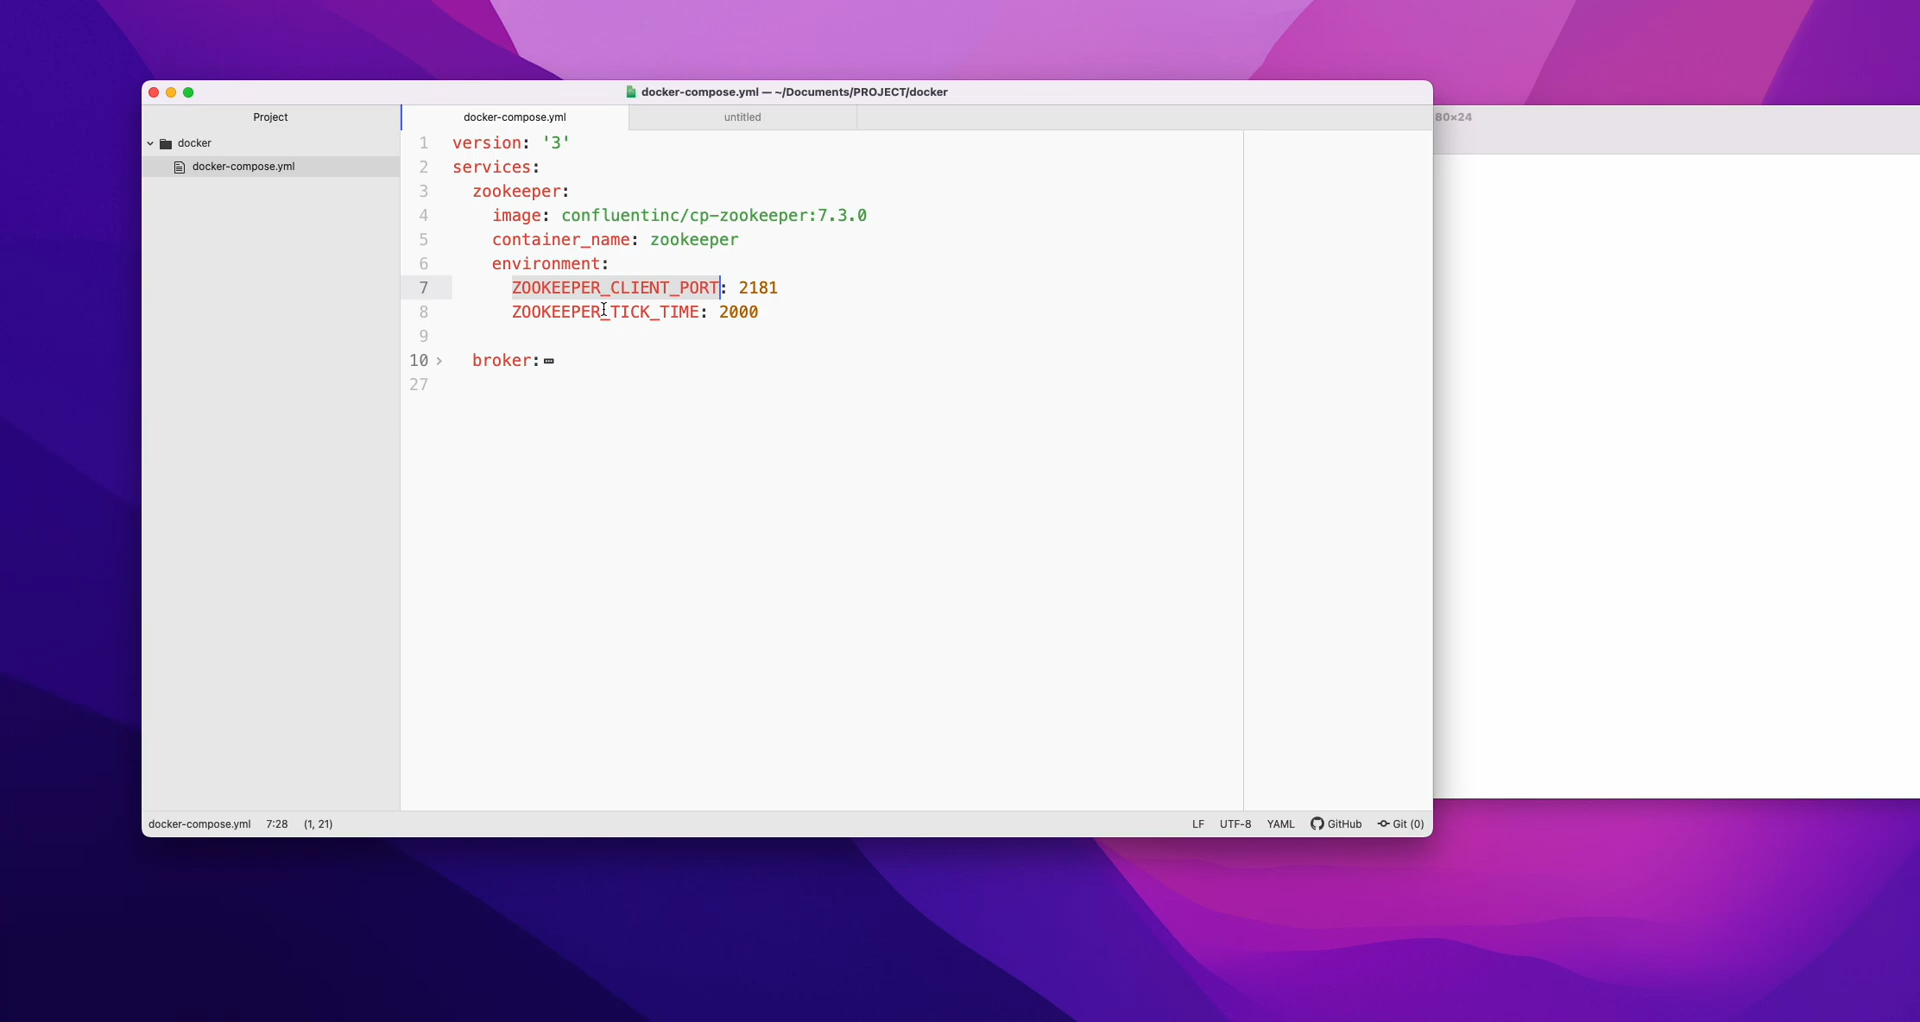 docker-compose.yml — ~/Documents/PROJECT/docker
Project
docker-compose.yml
untitled
80×24
docker
docker-compose.yml
1 version: '3'
2 services:
3 zookeeper:
4 image: confluentinc/cp-zookeeper:7.3.0
5 container_name: zookeeper
6 environment:
7 ZOOKEEPER_CLIENT_PORT: 2181
8 ZOOKEEPER_TICK_TIME: 2000
9
10 broker:
27
docker-compose.yml 7:28 (1, 21) LF UTF-8 YAML GitHub Git (0)